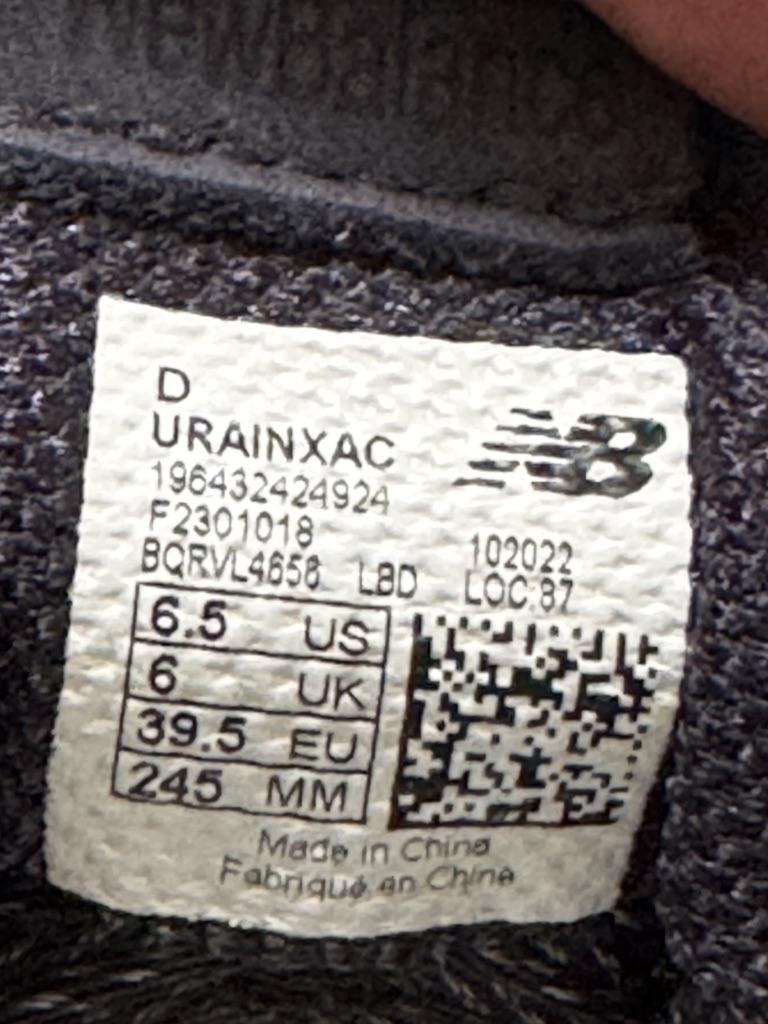 D
URAINXAC
196432424924
F2301018 102022
BQRVL4658 LBD LOC:87
6.5 US
6 UK
39.5 EU
245 MM
Made in China
Fabriqué en Chine